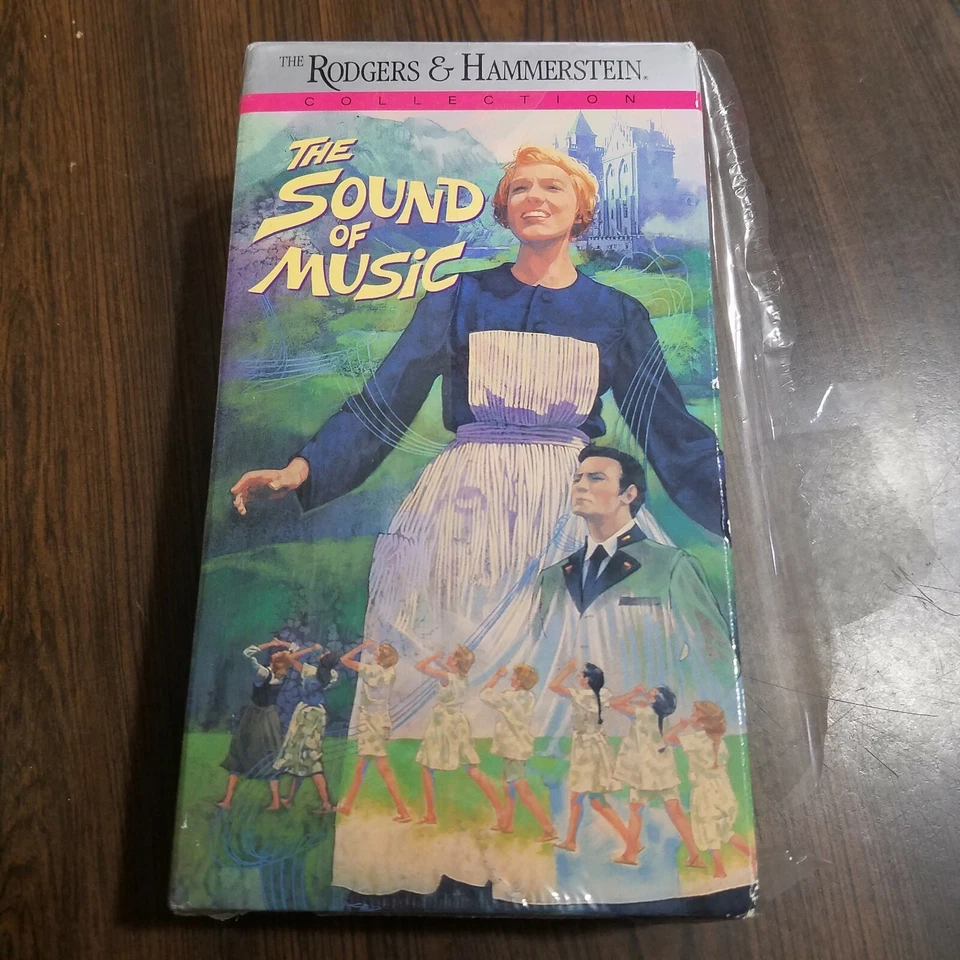 THE RODGERS & HAMMERSTEIN®
COLLECTION
THE
SOUND
OF
MUSIC